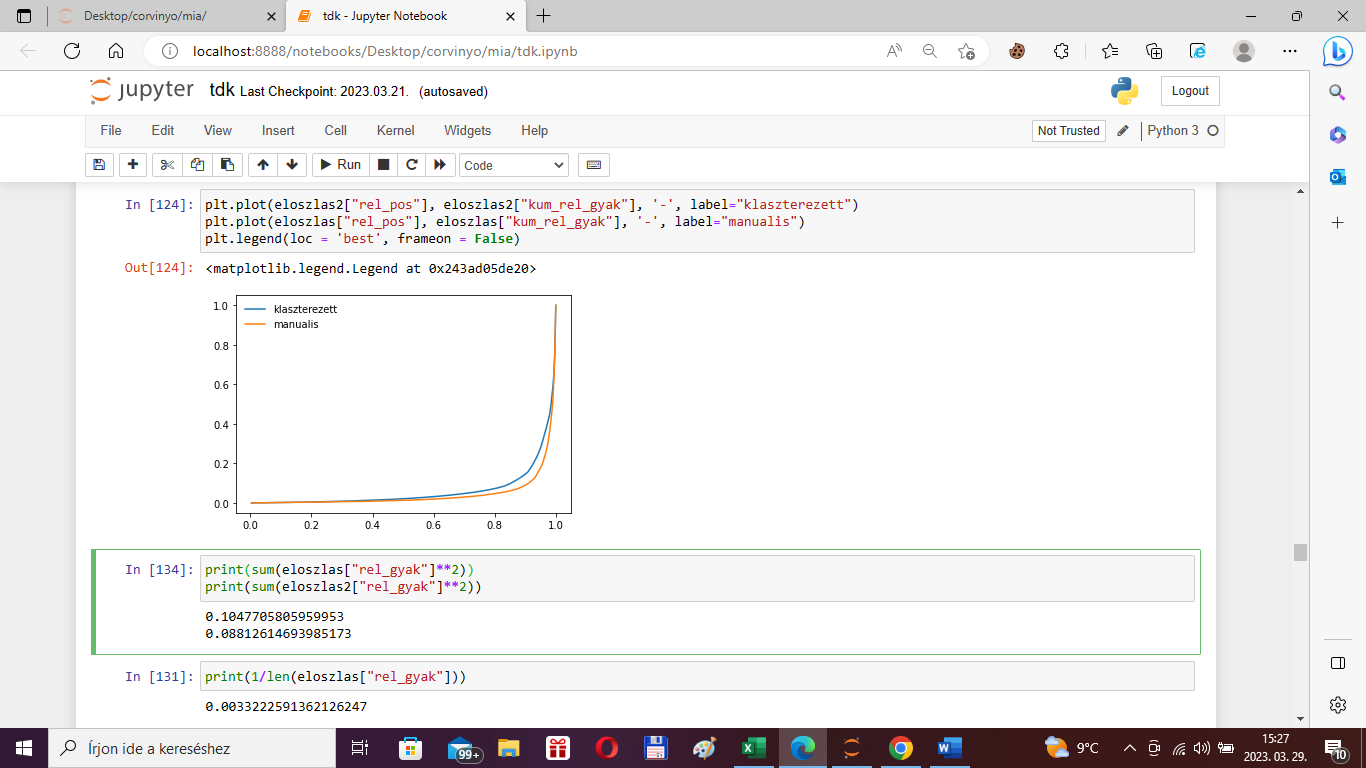 Desktop/corvinyo/mia/
tdk - Jupyter Notebook
localhost:8888/notebooks/Desktop/corvinyo/mia/tdk.ipynb
jupyter tdk Last Checkpoint: 2023.03.21. (autosaved)
Logout
File Edit View Insert Cell Kernel Widgets Help
Not Trusted
Python 3
Run
Code
In [124]: plt.plot(eloszlas2["rel_pos"], eloszlas2["kum_rel_gyak"], '-', label="klaszterezett")
plt.plot(eloszlas["rel_pos"], eloszlas["kum_rel_gyak"], '-', label="manualis")
plt.legend(loc = 'best', frameon = False)
Out[124]: <matplotlib.legend.Legend at 0x243ad05de20>
klaszterezett
manualis
1.0
0.8
0.6
0.4
0.2
0.0
0.0 0.2 0.4 0.6 0.8 1.0
In [134]: print(sum(eloszlas["rel_gyak"]**2))
print(sum(eloszlas2["rel_gyak"]**2))
0.1047705805959953
0.08812614693985173
In [131]: print(1/len(eloszlas["rel_gyak"]))
0.0033222591362126247
Írjon ide a kereséshez
99+
9°C
15:27
2023. 03. 29.
10